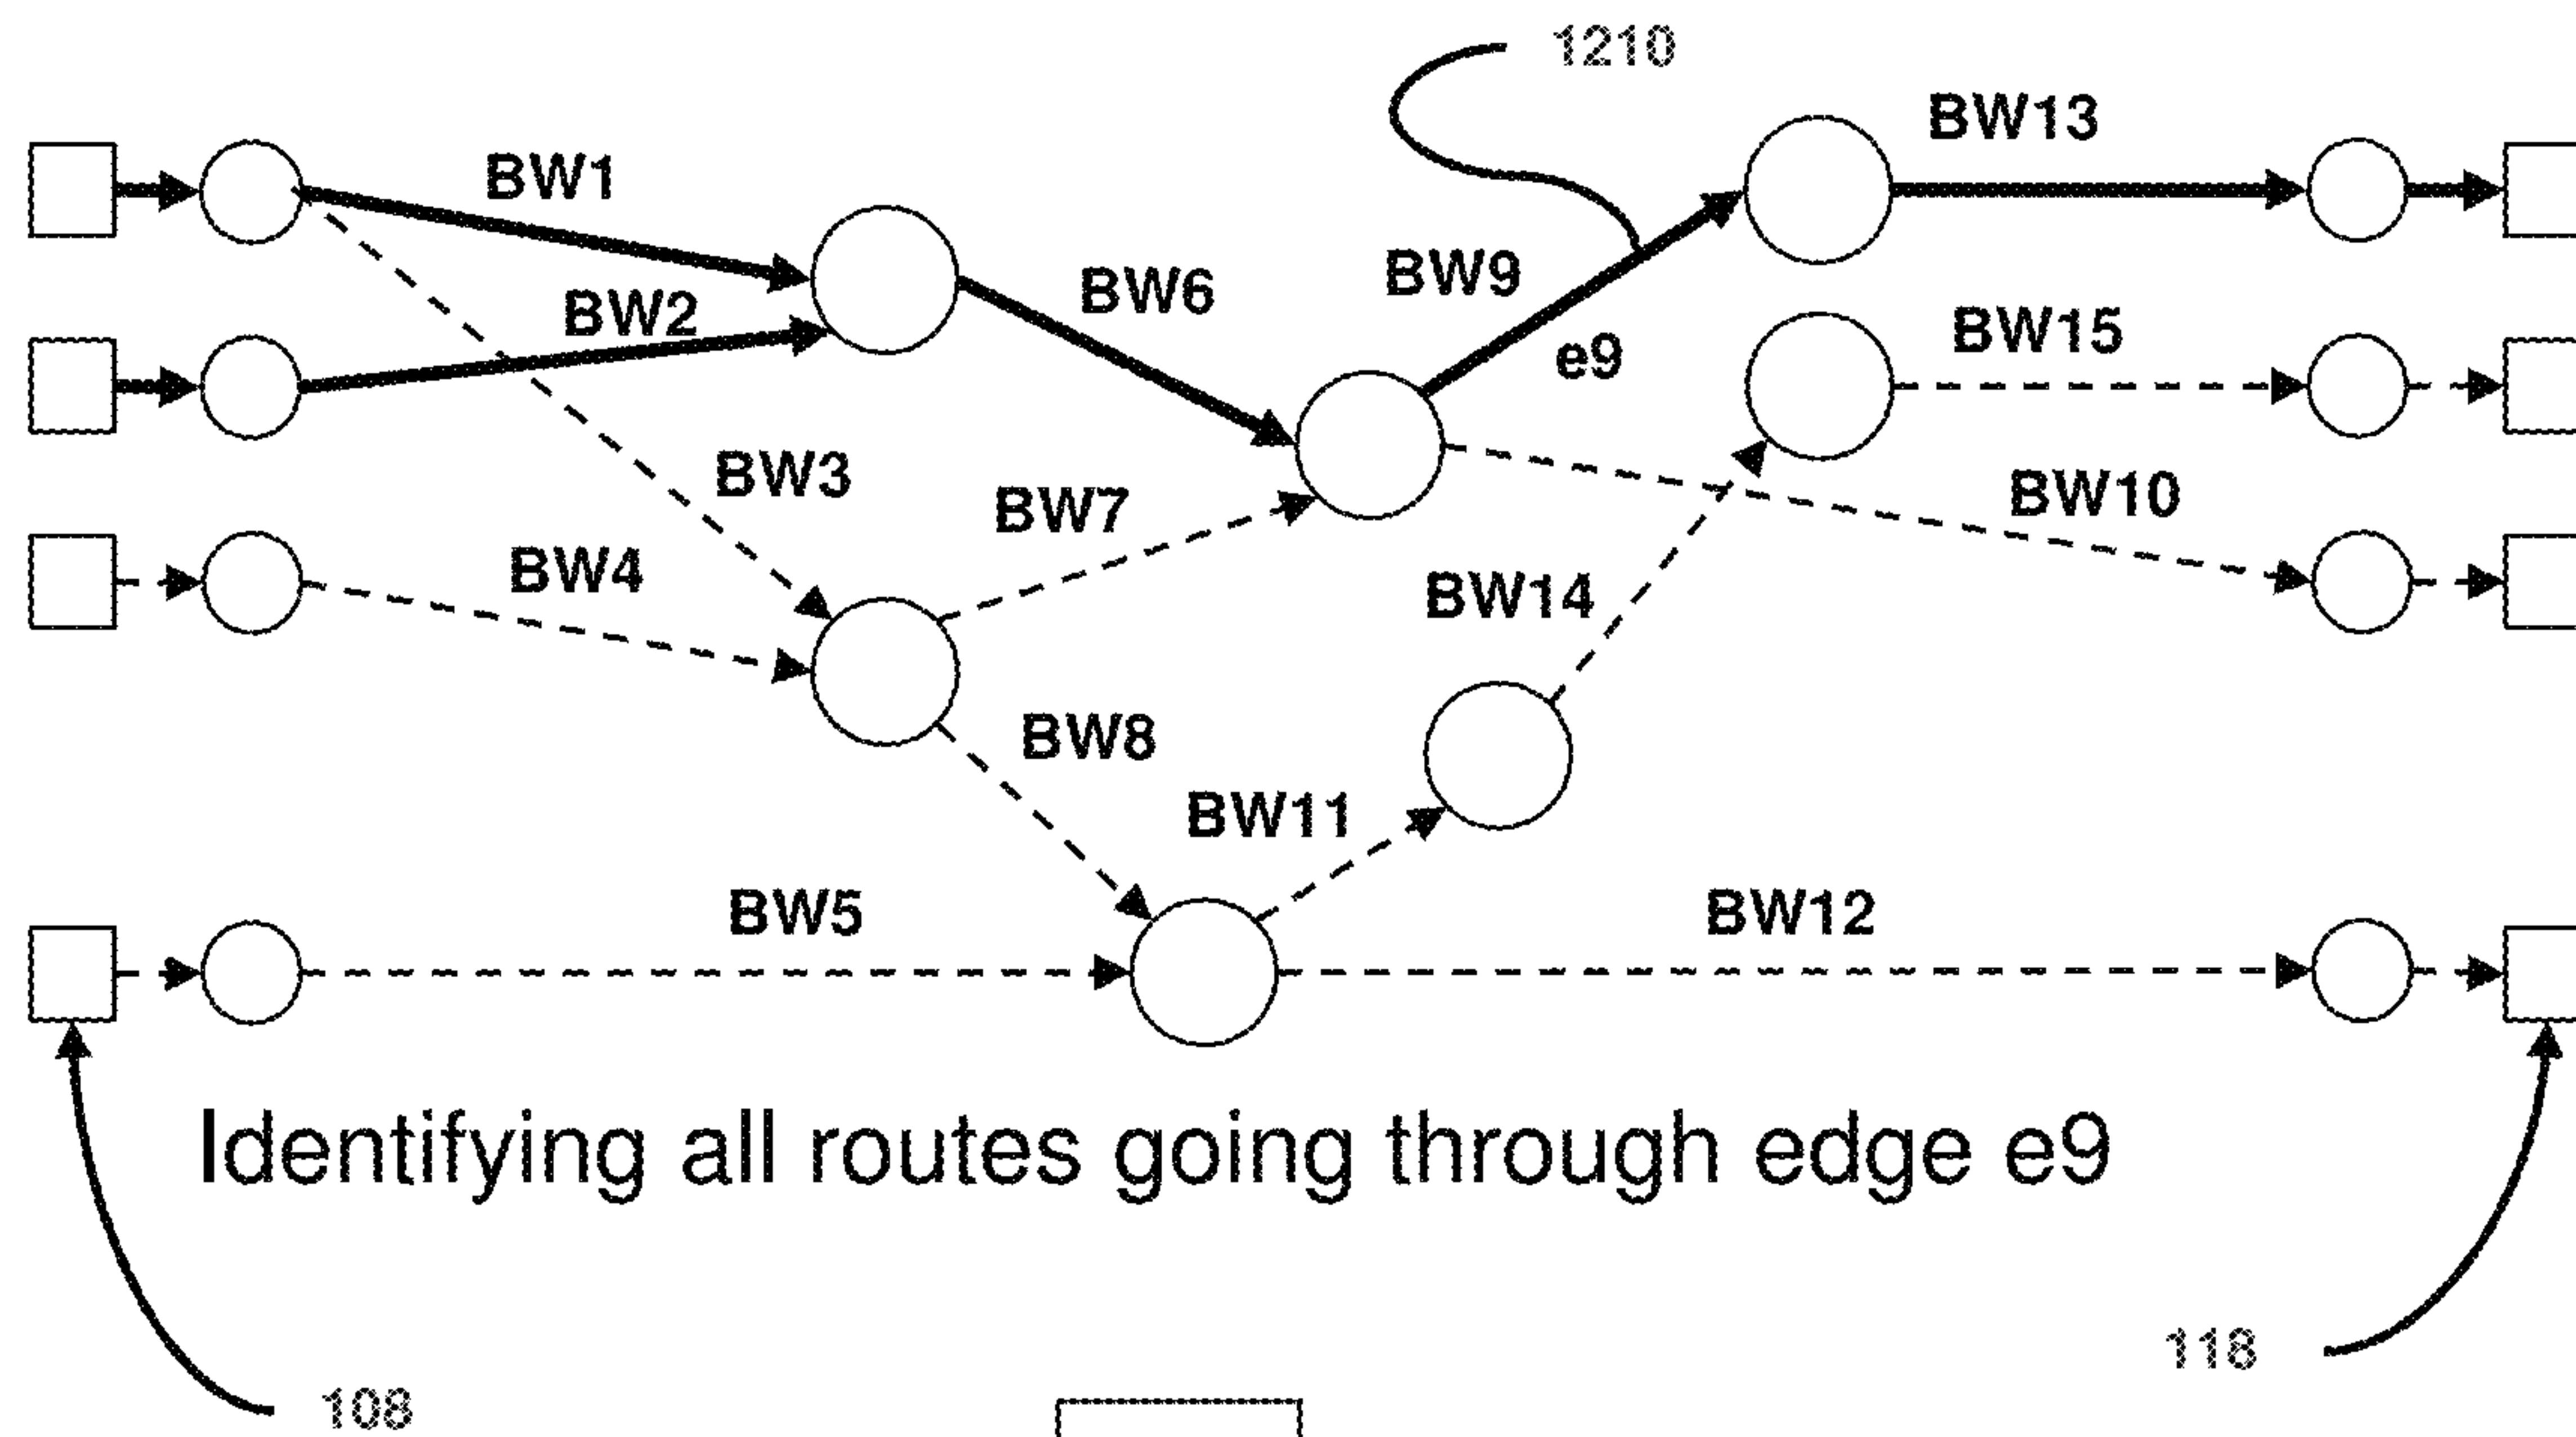 1210
BW13
BW1
BW9
BW6
BW2
e9
BW15
BW3
BW7
BW10
BW4
BW14
BW8
BW11
BW5
BW12
Identifying all routes going through edge e9
118
108